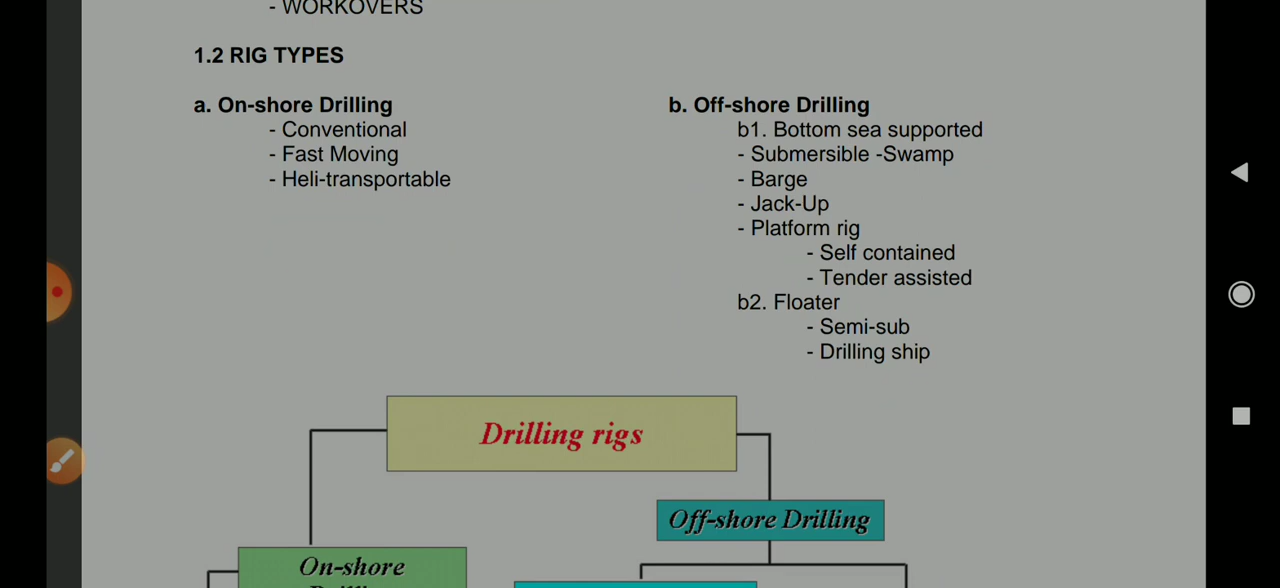 - WORKOVERS
1.2 RIG TYPES
a. On-shore Drilling
- Conventional
- Fast Moving
- Heli-transportable
b. Off-shore Drilling
b1. Bottom sea supported
- Submersible -Swamp
- Barge
- Jack-Up
- Platform rig
- Self contained
- Tender assisted
b2. Floater
- Semi-sub
- Drilling ship
Drilling rigs
Off-shore Drilling
On-shore